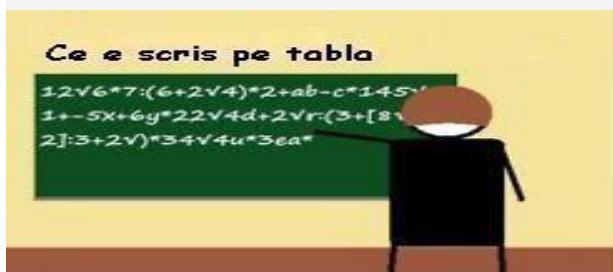 Ce e scris pe tabla
12√6*7:(6+2√4)*2+ab-c*145√
1+-5x+6y*22√4d+2√r:(3+[8√
2]:3+2√)*34√4u*3ea*